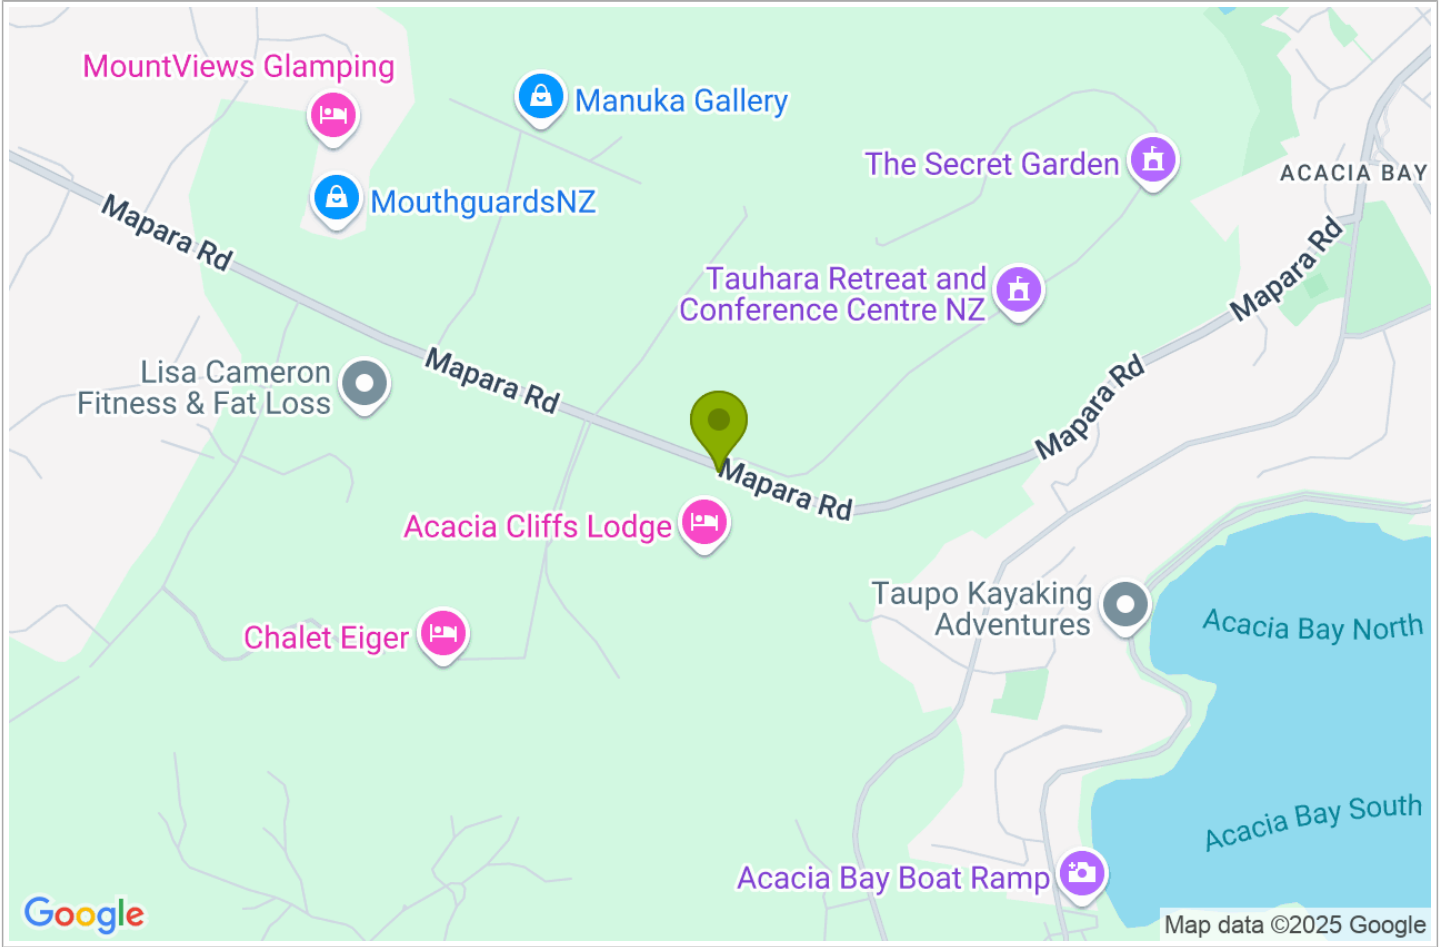 MountViews Glamping
Manuka Gallery
The Secret Garden
ACACIA BAY
MouthguardsNZ
Mapara Rd
Mapara Rd
Tauhara Retreat and
Conference Centre NZ
Mapara Rd
Mapara Rd
Lisa Cameron
Fitness & Fat Loss
Mapara Rd
Acacia Cliffs Lodge
Taupo Kayaking
Adventures
Acacia Bay North
Chalet Eiger
Acacia Bay South
Acacia Bay Boat Ramp
Google
Map data ©2025 Google